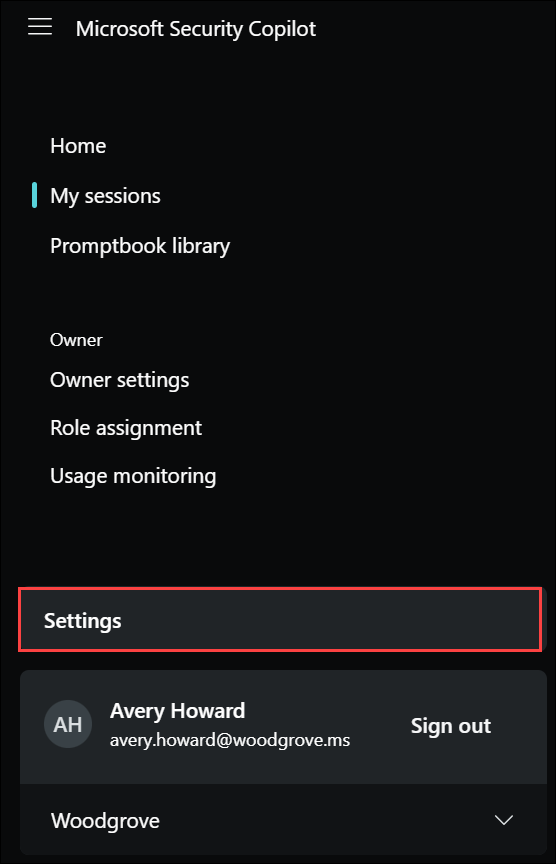 Microsoft Security Copilot
Home
My sessions
Promptbook library
Owner
Owner settings
Role assignment
Usage monitoring
Settings
AH
Avery Howard
avery.howard@woodgrove.ms
Sign out
Woodgrove